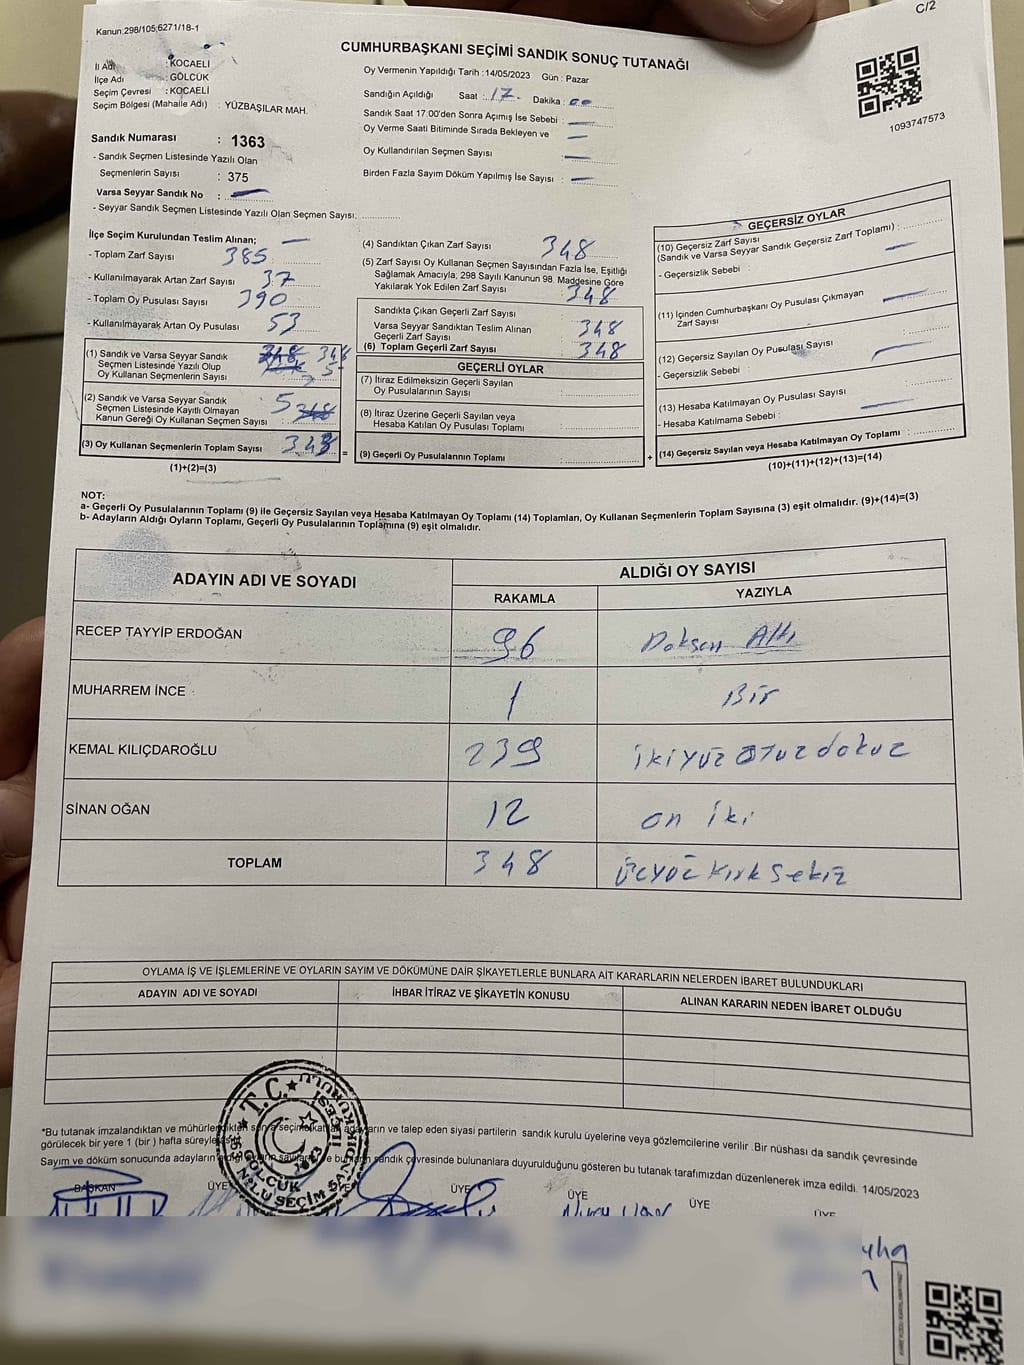 C/2
Kanun:298/105;6271/18-1
CUMHURBAŞKANI SEÇİMİ SANDIK SONUÇ TUTANAĞI
İl Adı : KOCAELİ
İlçe Adı : GÖLCÜK
Seçim Çevresi : KOCAELİ
Seçim Bölgesi (Mahalle Adı) : YÜZBAŞILAR MAH.
Sandık Numarası : 1363
- Sandık Seçmen Listesinde Yazılı Olan
Seçmenlerin Sayısı : 375
Varsa Seyyar Sandık No :
- Seyyar Sandık Seçmen Listesinde Yazılı Olan Seçmen Sayısı:
Oy Vermenin Yapıldığı Tarih :14/05/2023 Gün : Pazar
Sandığın Açıldığı Saat : 17 Dakika : 00
Sandık Saat 17.00'den Sonra Açımış İse Sebebi :
Oy Verme Saati Bitiminde Sırada Bekleyen ve
Oy Kullandırılan Seçmen Sayısı
Birden Fazla Sayım Döküm Yapılmış İse Sayısı :
1093747573
İlçe Seçim Kurulundan Teslim Alınan;
- Toplam Zarf Sayısı 385
- Kullanılmayarak Artan Zarf Sayısı 37
- Toplam Oy Pusulası Sayısı 390
- Kullanılmayarak Artan Oy Pusulası 53
(1) Sandık ve Varsa Seyyar Sandık
Seçmen Listesinde Yazılı Olup
Oy Kullanan Seçmenlerin Sayısı
(2) Sandık ve Varsa Seyyar Sandık
Seçmen Listesinde Kayıtlı Olmayan
Kanun Gereği Oy Kullanan Seçmen Sayısı 5
(3) Oy Kullanan Seçmenlerin Toplam Sayısı 348
(1)+(2)=(3)
(4) Sandıktan Çıkan Zarf Sayısı 348
(5) Zarf Sayısı Oy Kullanan Seçmen Sayısından Fazla İse, Eşitliği
Sağlamak Amacıyla; 298 Sayılı Kanunun 98. Maddesine Göre
Yakılarak Yok Edilen Zarf Sayısı : 348
Sandıkta Çıkan Geçerli Zarf Sayısı
Varsa Seyyar Sandıktan Teslim Alınan
Geçerli Zarf Sayısı 348
(6) Toplam Geçerli Zarf Sayısı 348
GEÇERLİ OYLAR
(7) İtiraz Edilmeksizin Geçerli Sayılan
Oy Pusulalarının Sayısı :
(8) İtiraz Üzerine Geçerli Sayılan veya
Hesaba Katılan Oy Pusulası Toplamı :
(9) Geçerli Oy Pusulalarının Toplamı :
GEÇERSİZ OYLAR
(10) Geçersiz Zarf Sayısı
(Sandık ve Varsa Seyyar Sandık Geçersiz Zarf Toplamı) :
- Geçersizlik Sebebi :
(11) İçinden Cumhurbaşkanı Oy Pusulası Çıkmayan
Zarf Sayısı :
(12) Geçersiz Sayılan Oy Pusulası Sayısı
- Geçersizlik Sebebi :
(13) Hesaba Katılmayan Oy Pusulası Sayısı
- Hesaba Katılmama Sebebi :
(14) Geçersiz Sayılan veya Hesaba Katılmayan Oy Toplamı :
(10)+(11)+(12)+(13)=(14)
NOT:
a- Geçerli Oy Pusulalarının Toplamı (9) ile Geçersiz Sayılan veya Hesaba Katılmayan Oy Toplamı (14) Toplamları, Oy Kullanan Seçmenlerin Toplam Sayısına (3) eşit olmalıdır. (9)+(14)=(3)
b- Adayların Aldığı Oyların Toplamı, Geçerli Oy Pusulalarının Toplamına (9) eşit olmalıdır.
ADAYIN ADI VE SOYADI ALDIĞI OY SAYISI
RAKAMLA YAZIYLA
RECEP TAYYİP ERDOĞAN 96 Doksan Altı
MUHARREM İNCE 1 Bir
KEMAL KILIÇDAROĞLU 239 ikiyüz otuz dokuz
SİNAN OĞAN 12 on iki
TOPLAM 348 üçyüz kırk sekiz
OYLAMA İŞ VE İŞLEMLERİNE VE OYLARIN SAYIM VE DÖKÜMÜNE DAİR ŞİKAYETLERLE BUNLARA AİT KARARLARIN NELERDEN İBARET BULUNDUKLARI
ADAYIN ADI VE SOYADI İHBAR İTİRAZ VE ŞİKAYETİN KONUSU ALINAN KARARIN NEDEN İBARET OLDUĞU
*Bu tutanak imzalandıktan ve mühürlendikten sonra seçime katılan adayların ve talep eden siyasi partilerin sandık kurulu üyelerine veya gözlemcilerine verilir .Bir nüshası da sandık çevresinde
görülecek bir yere 1 (bir ) hafta süreyle
Sayım ve döküm sonucunda adayların aldığı oyların sayılarını ve bunların sandık çevresinde bulunanlara duyurulduğunu gösteren bu tutanak tarafımızdan düzenlenerek imza edildi. 14/05/2023
T.C.
GÖLCÜK
2023
BAŞKAN ÜYE ÜYE ÜYE ÜYE ÜYE